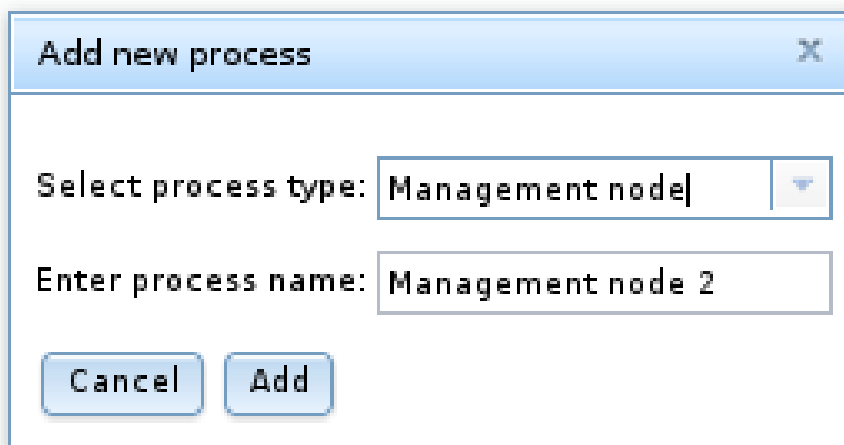 Add new process
Select process type: Management node
Enter process name: Management node 2
Cancel Add